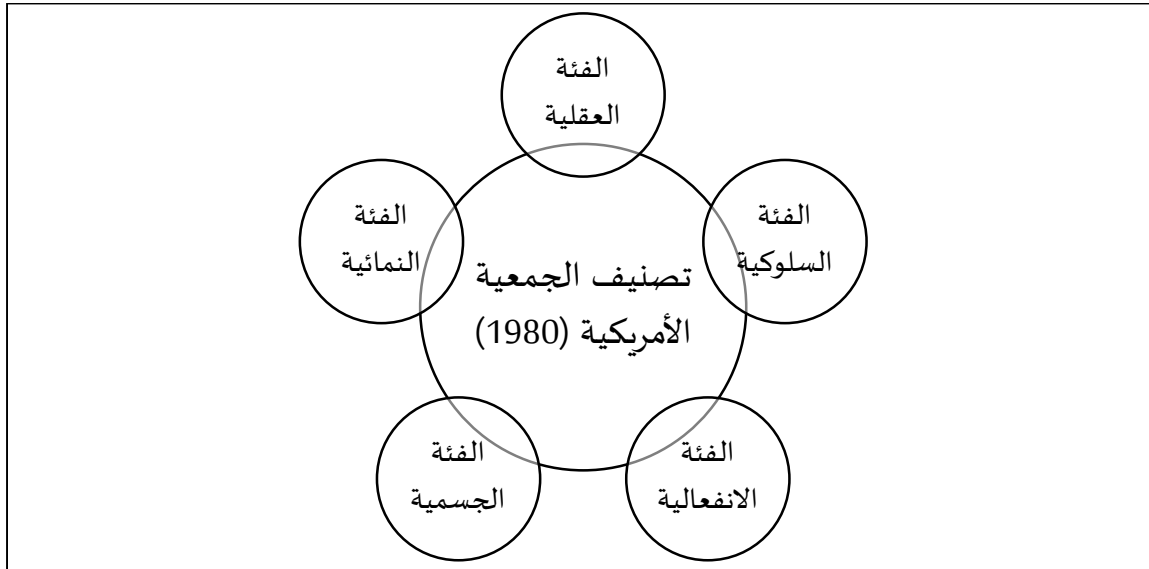 الفئة
العقلية
الفئة
السلوكية
الفئة
النمائية
تصنيف الجمعية
الأمريكية (1980)
الفئة
الانفعالية
الفئة
الجسمية